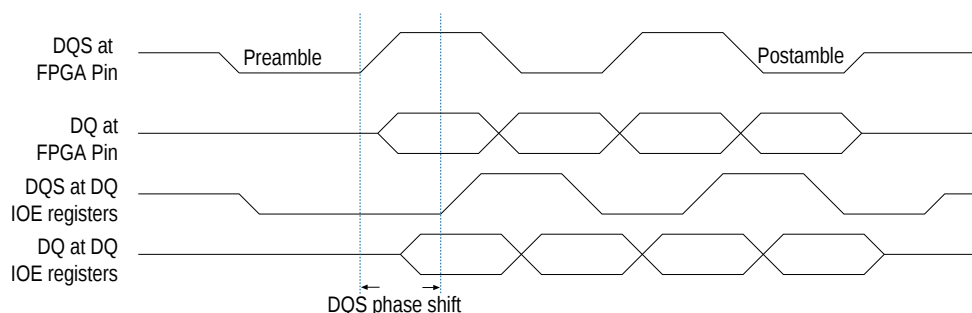 DQS at
FPGA Pin
Preamble
Postamble
DQ at
FPGA Pin
DQS at DQ
IOE registers
DQ at DQ
IOE registers
DQS phase shift